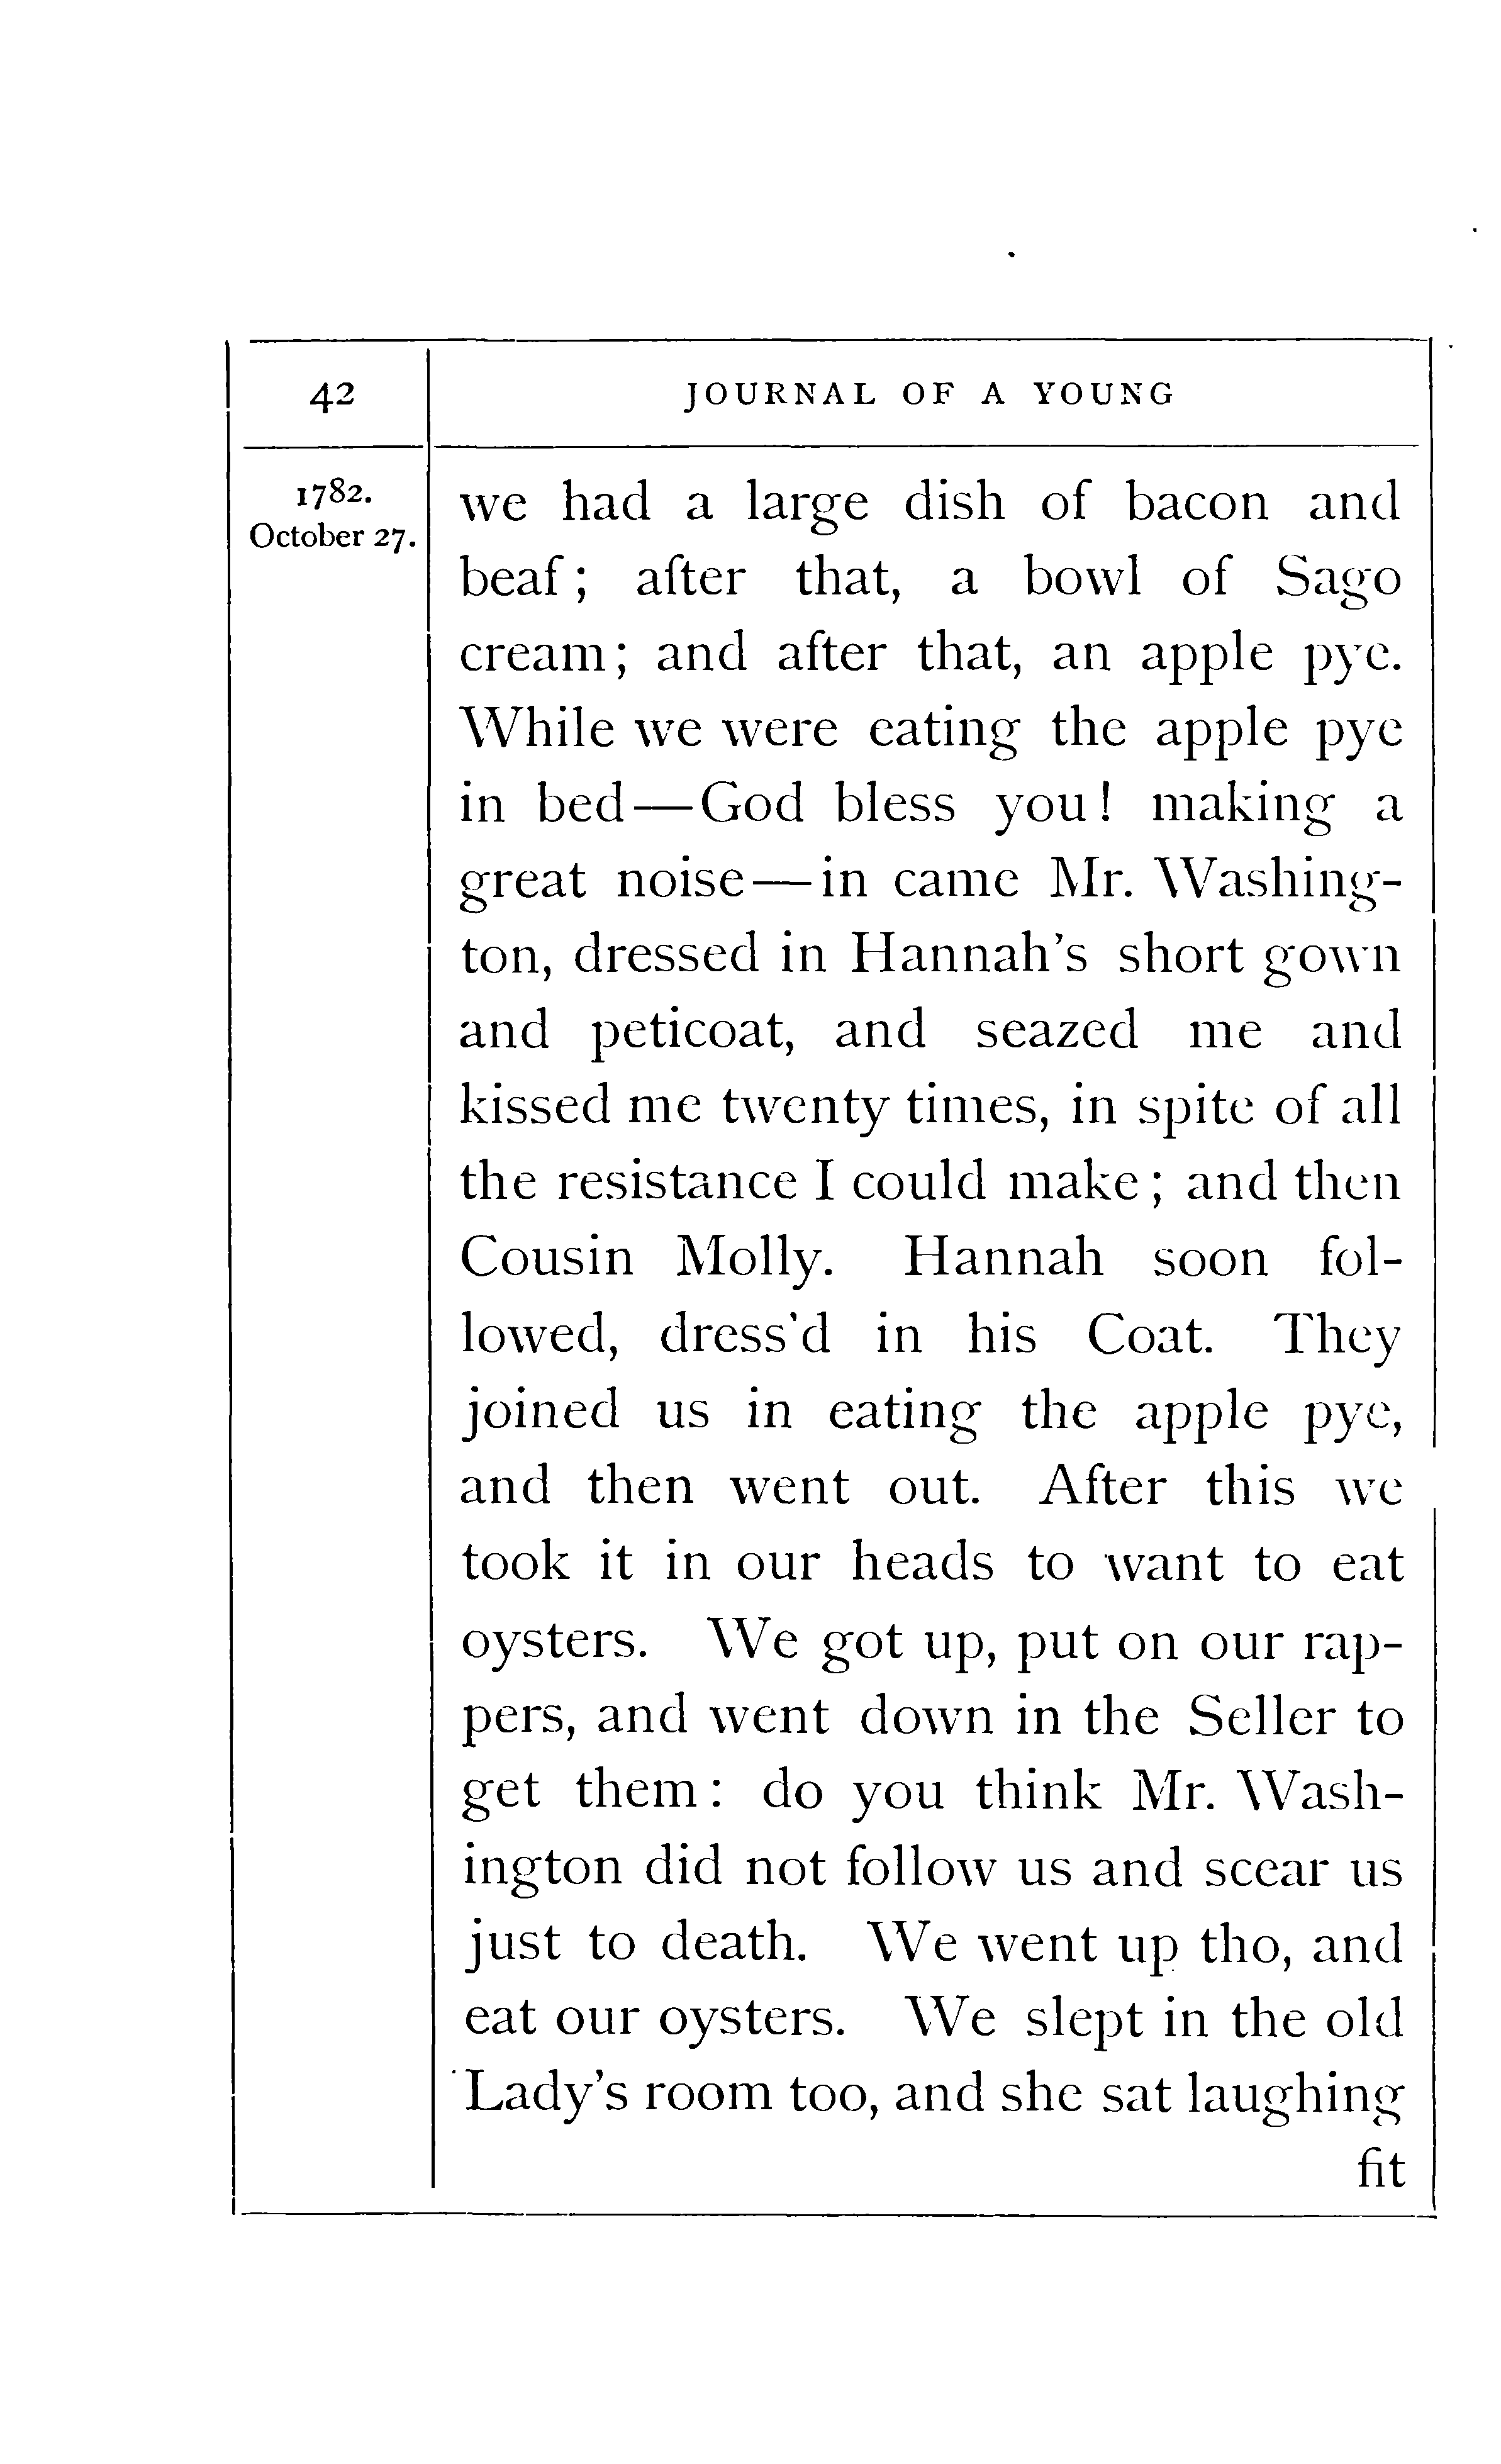 42
JOURNAL OF A YOUNG
1782.
October 27.
we had a large dish of bacon and
beaf; after that, a bowl of Sago
cream; and after that, an apple pye.
While we were eating the apple pye
in bed—God bless you! making a
great noise—in came Mr. Washing-
ton, dressed in Hannah's short gown
and peticoat, and seazed me and
kissed me twenty times, in spite of all
the resistance I could make; and then
Cousin Molly. Hannah soon fol-
lowed, dress'd in his Coat. They
joined us in eating the apple pye,
and then went out. After this we
took it in our heads to want to eat
oysters. We got up, put on our rap-
pers, and went down in the Seller to
get them: do you think Mr. Wash-
ington did not follow us and scear us
just to death. We went up tho, and
eat our oysters. We slept in the old
Lady's room too, and she sat laughing
fit